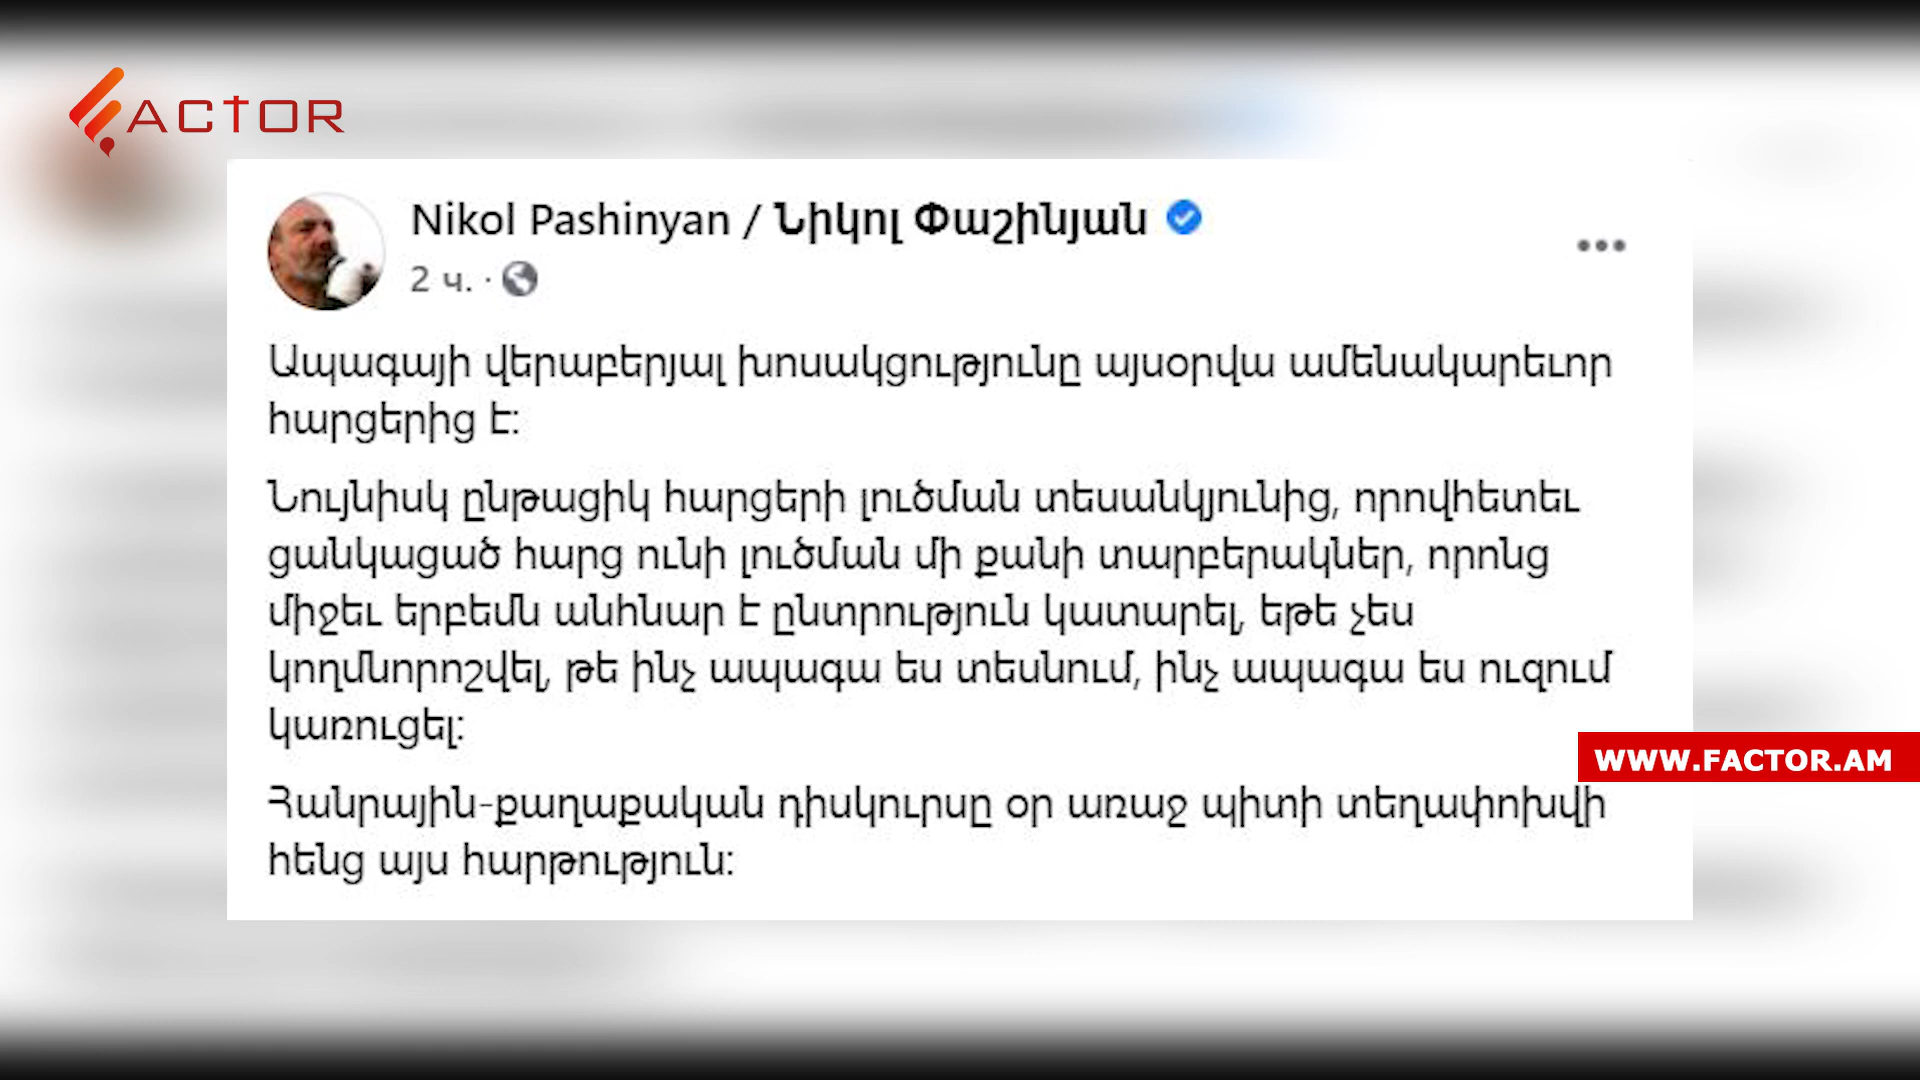 ACTOR
Nikol Pashinyan / Նիկոլ Փաշինյան
2 ч. ·
Ապագայի վերաբերյալ խոսակցությունը այսօրվա ամենակարեւոր
հարցերից է:
Նույնիսկ ընթացիկ հարցերի լուծման տեսանկյունից, որովհետեւ
ցանկացած հարց ունի լուծման մի քանի տարբերակներ, որոնց
միջեւ երբեմն անհնար է ընտրություն կատարել, եթե չես
կողմնորոշվել, թե ինչ ապագա ես տեսնում, ինչ ապագա ես ուզում
կառուցել:
WWW.FACTOR.AM
Հանրային-քաղաքական դիսկուրսը օր առաջ պիտի տեղափոխվի
հենց այս հարթություն: